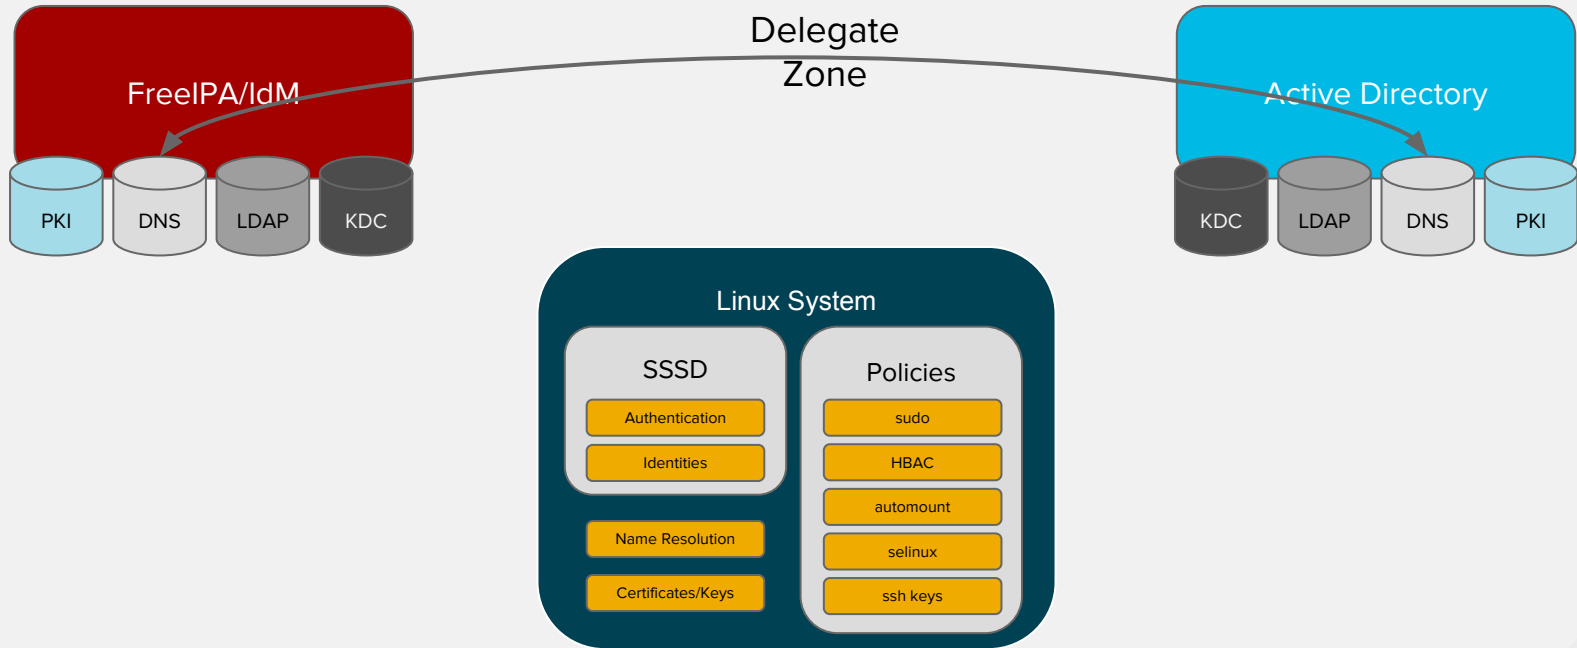 Delegate
Zone
FreeIPA/IdM
Active Directory
PKI
DNS
LDAP
KDC
KDC
LDAP
DNS
PKI
Linux System
SSSD
Authentication
Identities
Name Resolution
Certificates/Keys
Policies
sudo
HBAC
automount
selinux
ssh keys